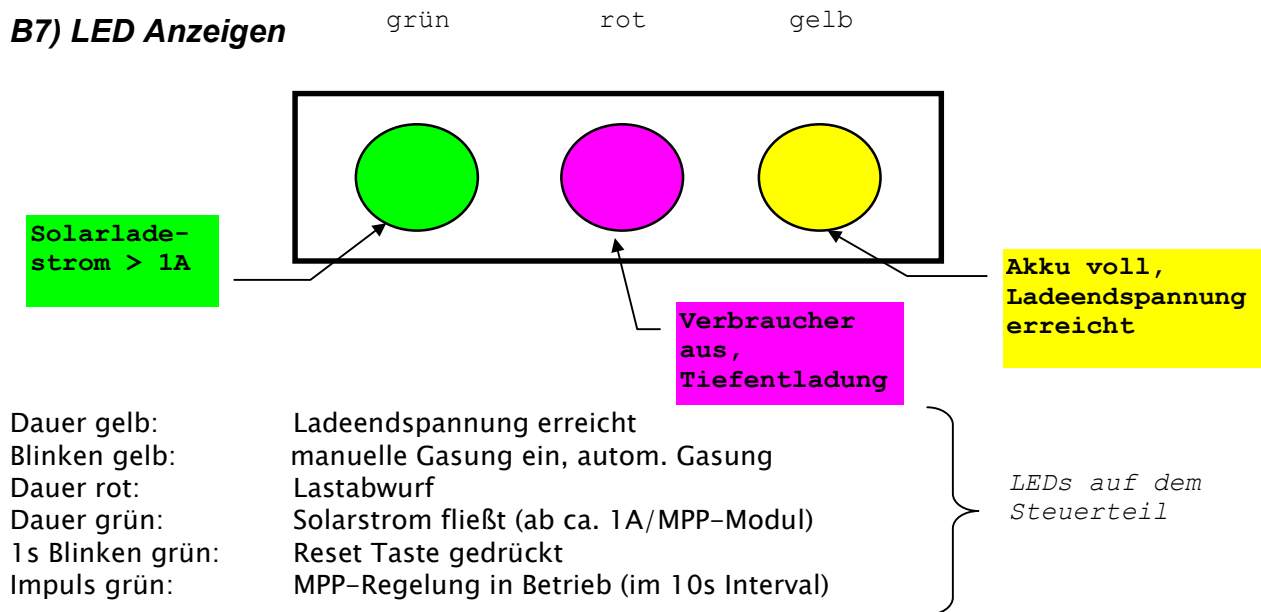 B7) LED Anzeigen
grün rot gelb
Solarlade-
strom > 1A
Verbraucher
aus,
Tiefentladung
Akku voll,
Ladeendspannung
erreicht
Dauer gelb: Ladeendspannung erreicht
Blinken gelb: manuelle Gasung ein, autom. Gasung
Dauer rot: Lastabwurf
Dauer grün: Solarstrom fließt (ab ca. 1A/MPP-Modul)
1s Blinken grün: Reset Taste gedrückt
Impuls grün: MPP-Regelung in Betrieb (im 10s Interval)
LEDs auf dem
Steuerteil